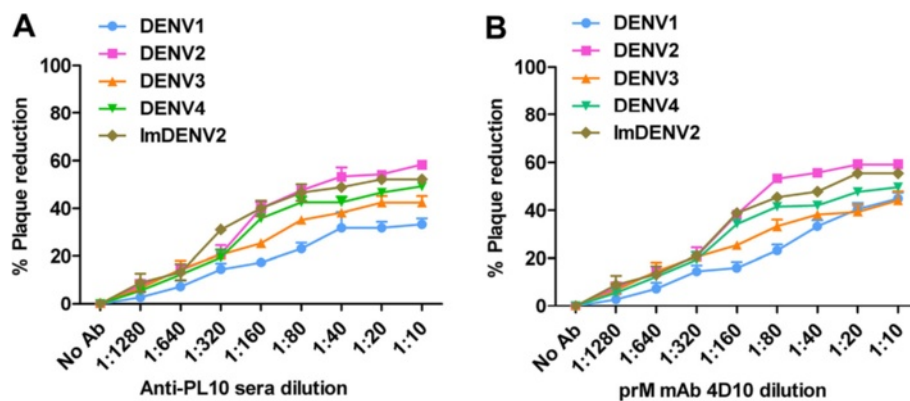 A
DENV1
DENV2
DENV3
DENV4
ImDENV2
% Plaque reduction
100
80
60
40
20
0
No Ab
1:1280
1:640
1:320
1:160
1:80
1:40
1:20
1:10
Anti-PL10 sera dilution
B
DENV1
DENV2
DENV3
DENV4
ImDENV2
% Plaque reduction
100
80
60
40
20
0
No Ab
1:1280
1:640
1:320
1:160
1:80
1:40
1:20
1:10
prM mAb 4D10 dilution